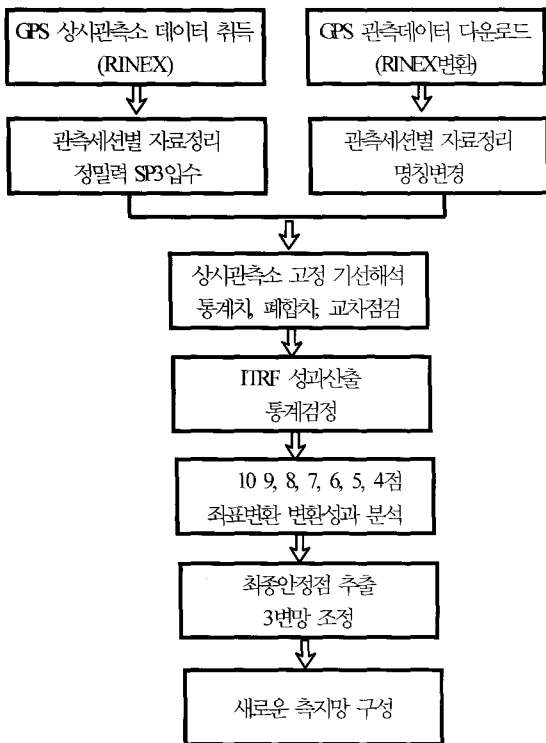 GPS 상시관측소 데이터 취득
(RINEX)
GPS 관측데이터 다운로드
(RINEX변환)
관측세션별 자료정리
정밀력 SP3입수
관측세션별 자료정리
명칭변경
상시관측소 고정 기선해석
통계치, 폐합차, 교차점검
ITRF 성과산출
통계검정
10 9, 8, 7, 6, 5, 4점
좌표변환 변환성과 분석
최종안정점 추출
3변망 조정
새로운 측지망 구성